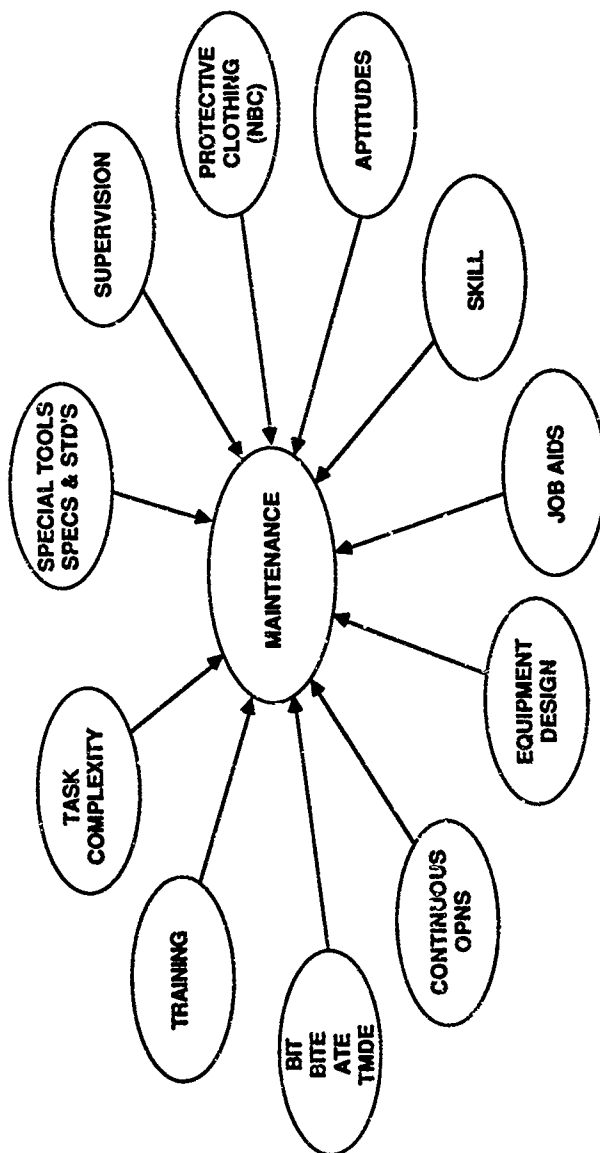 SPECIAL TOOLS
SPECS & STD'S
TASK
COMPLEXITY
SUPERVISION
TRAINING
PROTECTIVE
CLOTHING
(NBC)
MAINTENANCE
BIT
BITE
ATE
TMDE
APTITUDES
CONTINUOUS
OPNS
SKILL
EQUIPMENT
DESIGN
JOB AIDS